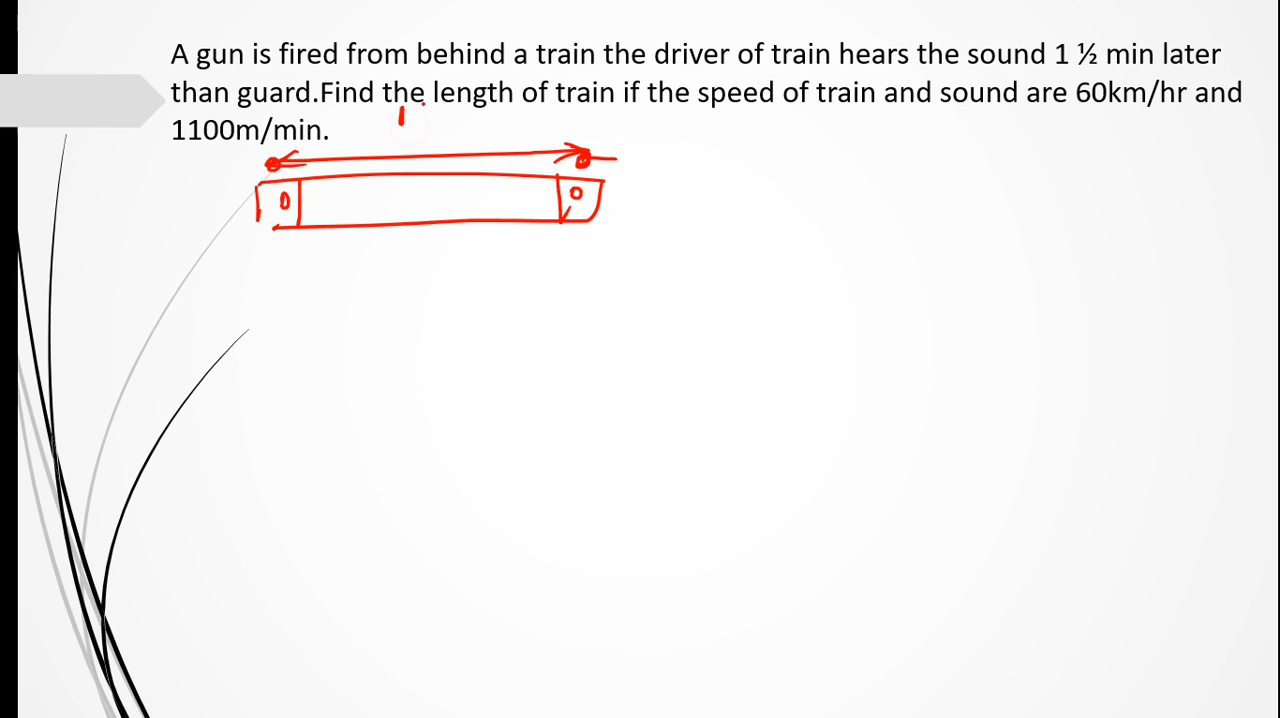 A gun is fired from behind a train the driver of train hears the sound 1 ½ min later
than guard.Find the length of train if the speed of train and sound are 60km/hr and
1100m/min.